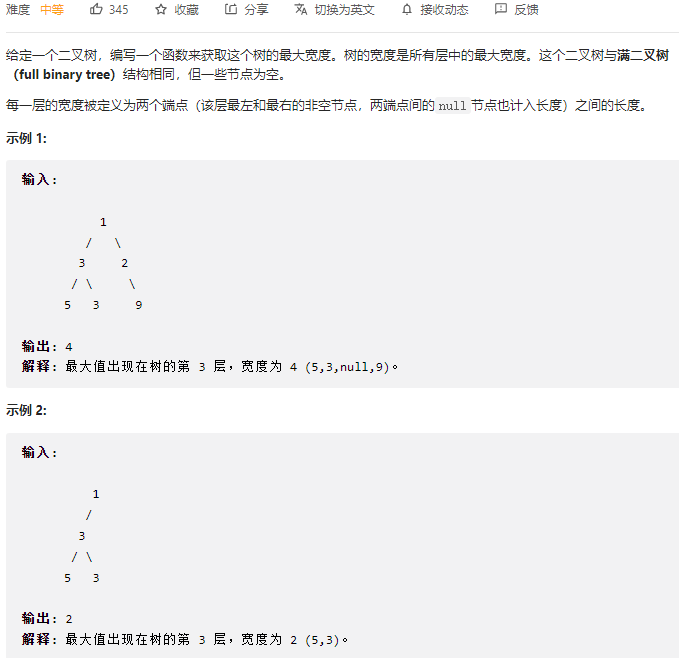 难度 中等 345 收藏 分享 切换为英文 接收动态 反馈
给定一个二叉树，编写一个函数来获取这个树的最大宽度。树的宽度是所有层中的最大宽度。这个二叉树与满二叉树
（full binary tree）结构相同，但一些节点为空。
每一层的宽度被定义为两个端点（该层最左和最右的非空节点，两端点间的null节点也计入长度）之间的长度。
示例 1:
输入:
1
/ \
3 2
/ \ \
5 3 9
输出: 4
解释: 最大值出现在树的第 3 层，宽度为 4 (5,3,null,9)。
示例 2:
输入:
1
/
3
/ \
5 3
输出: 2
解释: 最大值出现在树的第 3 层，宽度为 2 (5,3)。